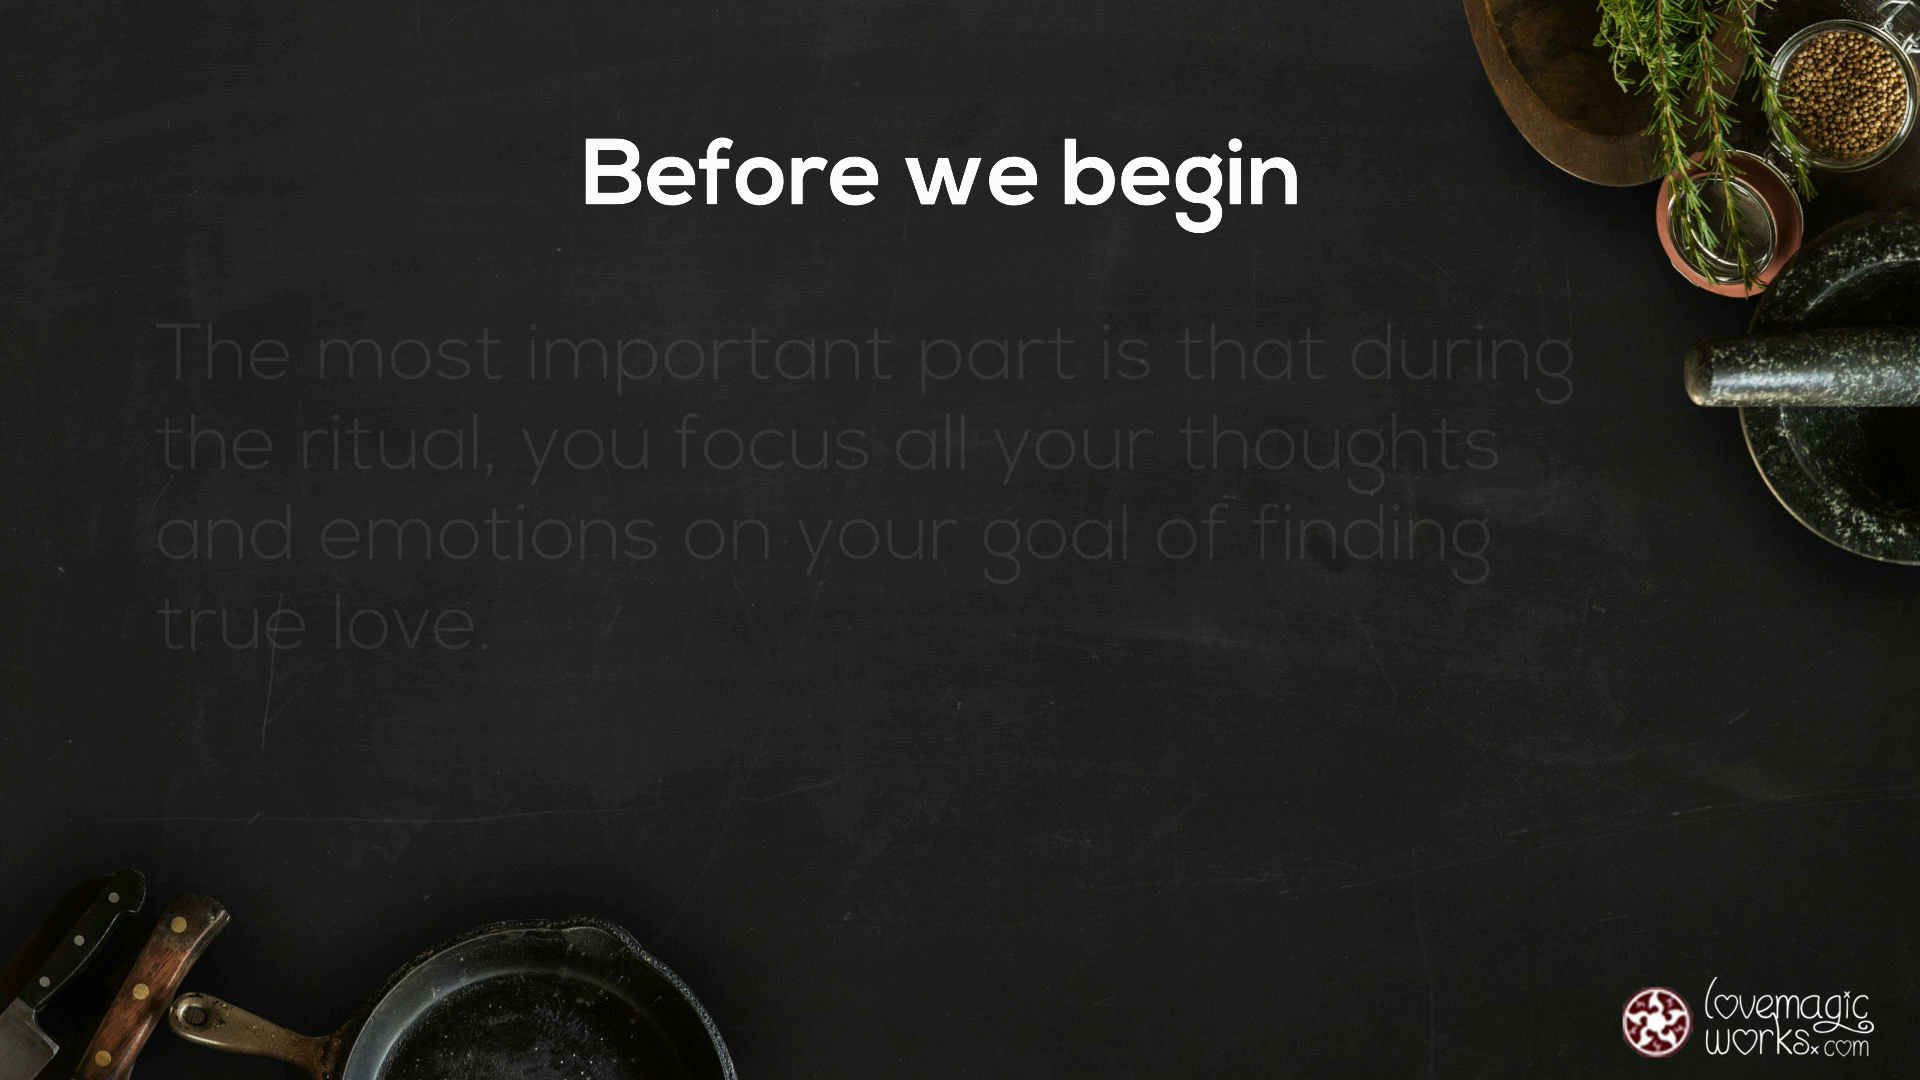 Before we begin
The most important part is that during
the ritual, you focus all your thoughts
and emotions on your goal of finding
true love.
lovemagic
works.com